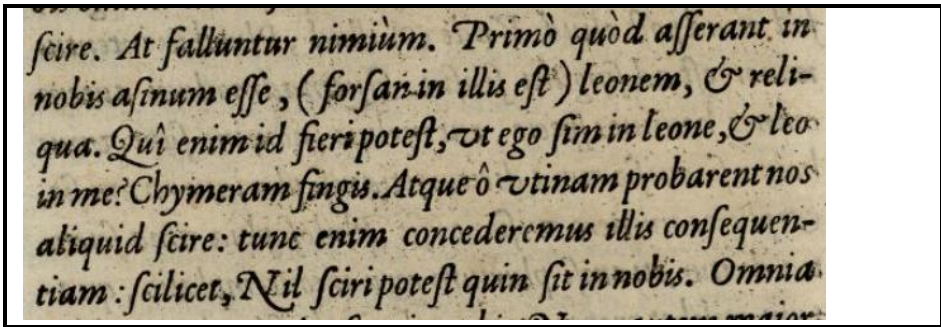 ſcire. At falluntur nimiùm. Primò quòd aſſerant in
nobis aſinum eſſe, (forſan in illis eſt) leonem, & reli-
qua. Quî enim id fieri poteſt, vt ego ſim in leone, & leo
in me? Chymeram fingis. Atque ô vtinam probarent nos
aliquid ſcire: tunc enim concederemus illis conſequen-
tiam: ſcilicet, Nil ſciri poteſt quin ſit in nobis. Omnia